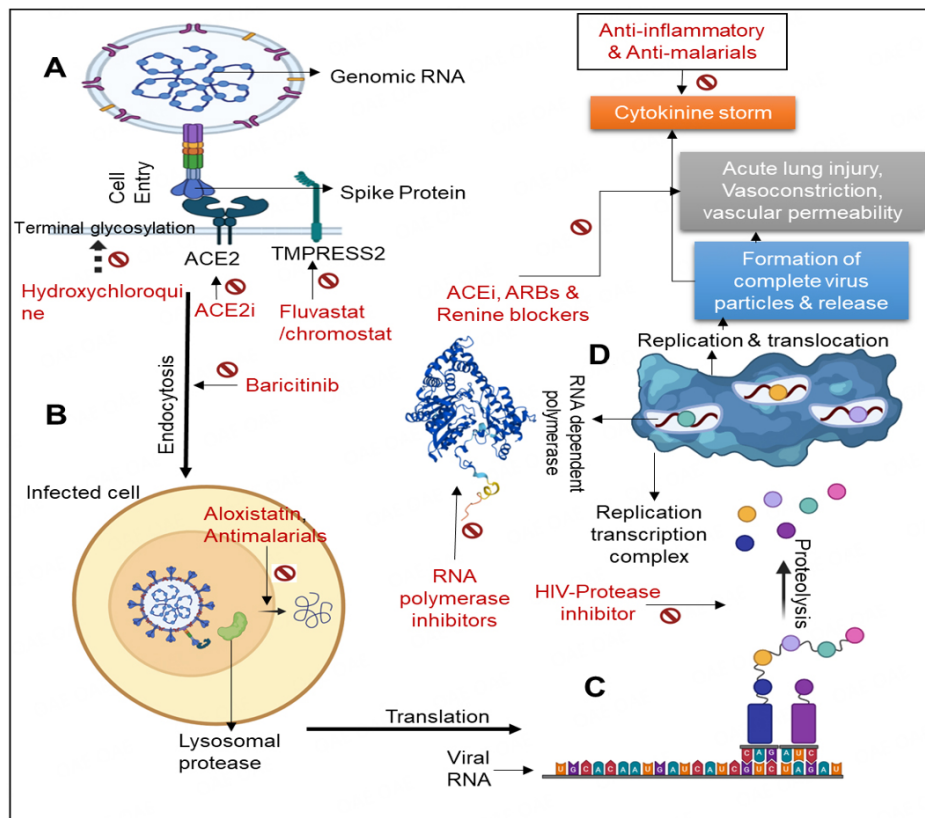 A
Genomic RNA
Cell
Entry
Spike Protein
Terminal glycosylation
ACE2
TMPRESS2
Hydroxychloroqui
ne
ACE2i
Fluvastat
/chromostat
Anti-inflammatory
& Anti-malarials
Cytokinine storm
Acute lung injury,
Vasoconstriction,
vascular permeability
Formation of
complete virus
particles & release
ACEi, ARBs &
Renine blockers
Replication & translocation
D
RNA dependent
polymerase
Replication
transcription
complex
RNA
polymerase
inhibitors
HIV-Protease
inhibitor
Proteolysis
B
Endocytosis
Baricitinib
Infected cell
Aloxistatin,
Antimalarials
Lysosomal
protease
Translation
C
Viral
RNA
C A G A U C
U G C A C A A U G A U C A U C G U C U A G A U